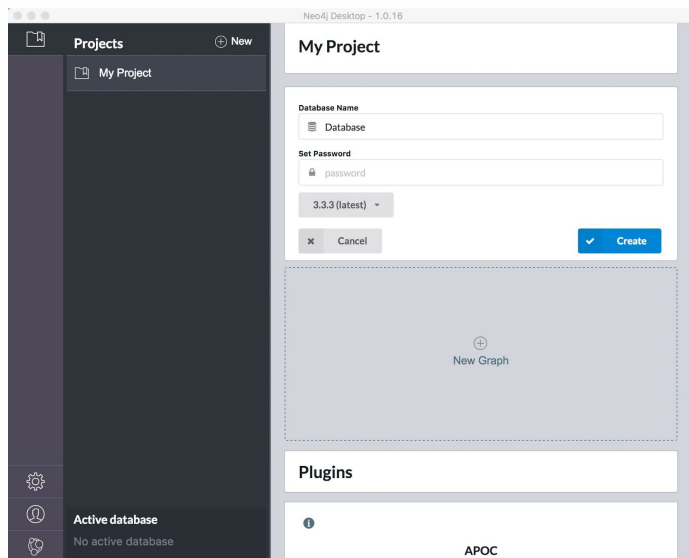 Neo4j Desktop - 1.0.16
Projects
New
My Project
Active database
No active database
My Project
Database Name
Database
Set Password
password
3.3.3 (latest)
Cancel
Create
New Graph
Plugins
APOC